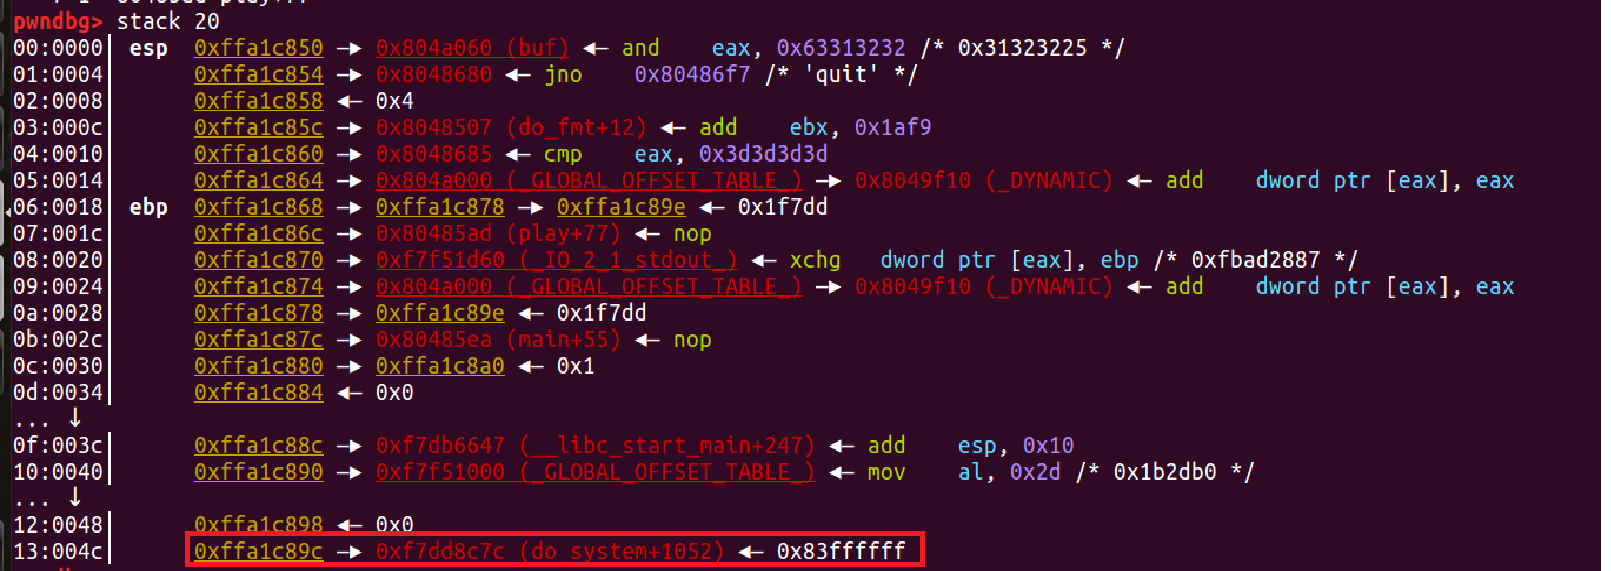 pwndbg> stack 20
00:0000│ esp 0xffa1c850 —▸ 0x804a060 (buf) ◂— and eax, 0x63313232 /* 0x31323225 */
01:0004│ 0xffa1c854 —▸ 0x8048680 ◂— jno 0x80486f7 /* 'quit' */
02:0008│ 0xffa1c858 ◂— 0x4
03:000c│ 0xffa1c85c —▸ 0x8048507 (do_fmt+12) ◂— add ebx, 0x1af9
04:0010│ 0xffa1c860 —▸ 0x8048685 ◂— cmp eax, 0x3d3d3d3d
05:0014│ 0xffa1c864 —▸ 0x804a000 (_GLOBAL_OFFSET_TABLE_) —▸ 0x8049f10 (_DYNAMIC) ◂— add dword ptr [eax], eax
06:0018│ ebp 0xffa1c868 —▸ 0xffa1c878 —▸ 0xffa1c89e ◂— 0x1f7dd
07:001c│ 0xffa1c86c —▸ 0x80485ad (play+77) ◂— nop
08:0020│ 0xffa1c870 —▸ 0xf7f51d60 (_IO_2_1_stdout_) ◂— xchg dword ptr [eax], ebp /* 0xfbad2887 */
09:0024│ 0xffa1c874 —▸ 0x804a000 (_GLOBAL_OFFSET_TABLE_) —▸ 0x8049f10 (_DYNAMIC) ◂— add dword ptr [eax], eax
0a:0028│ 0xffa1c878 —▸ 0xffa1c89e ◂— 0x1f7dd
0b:002c│ 0xffa1c87c —▸ 0x80485ea (main+55) ◂— nop
0c:0030│ 0xffa1c880 —▸ 0xffa1c8a0 ◂— 0x1
0d:0034│ 0xffa1c884 ◂— 0x0
... ↓
0f:003c│ 0xffa1c88c —▸ 0xf7db6647 (__libc_start_main+247) ◂— add esp, 0x10
10:0040│ 0xffa1c890 —▸ 0xf7f51000 (_GLOBAL_OFFSET_TABLE_) ◂— mov al, 0x2d /* 0x1b2db0 */
... ↓
12:0048│ 0xffa1c898 ◂— 0x0
13:004c│ 0xffa1c89c —▸ 0xf7dd8c7c (do_system+1052) ◂— 0x83ffffff